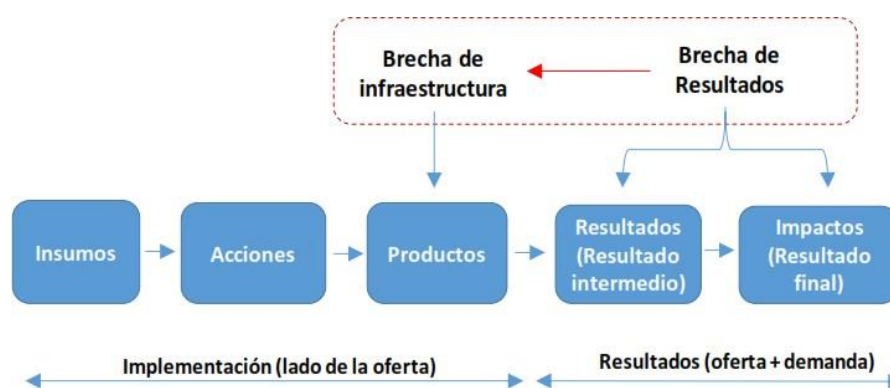 Brecha de
infraestructura
Brecha de
Resultados
Insumos
Acciones
Productos
Resultados
(Resultado
intermedio)
Impactos
(Resultado
final)
Implementación (lado de la oferta)
Resultados (oferta + demanda)